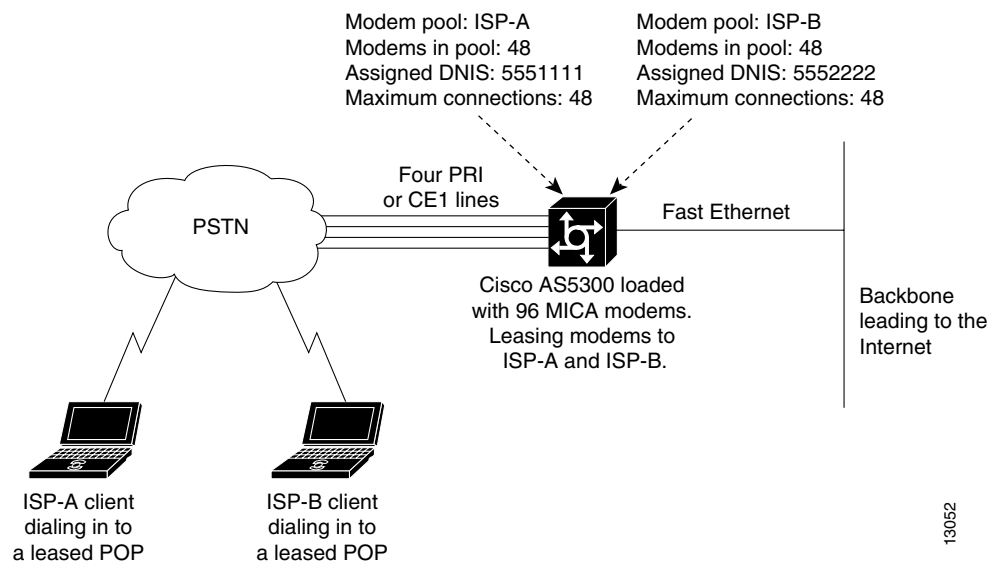 Modem pool: ISP-A
Modems in pool: 48
Assigned DNIS: 5551111
Maximum connections: 48
Modem pool: ISP-B
Modems in pool: 48
Assigned DNIS: 5552222
Maximum connections: 48
Four PRI
or CE1 lines
PSTN
Fast Ethernet
Cisco AS5300 loaded
with 96 MICA modems.
Leasing modems to
ISP-A and ISP-B.
Backbone
leading to the
Internet
ISP-A client
dialing in to
a leased POP
ISP-B client
dialing in to
a leased POP
13052